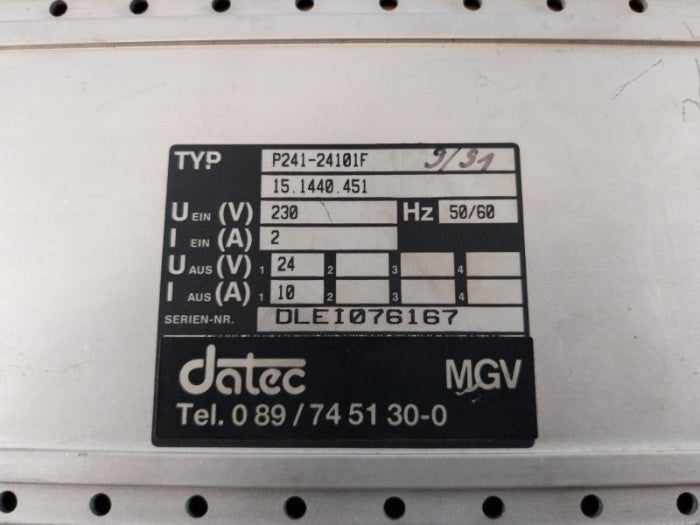 TYP P241-24101F 9/91
15.1440.451
U EIN (V) 230 Hz 50/60
I EIN (A) 2
U AUS (V) 1 24 2 3 4
I AUS (A) 1 10 2 3 4
SERIEN-NR. DLEI076167
datec MGV
Tel. 0 89 / 74 51 30-0